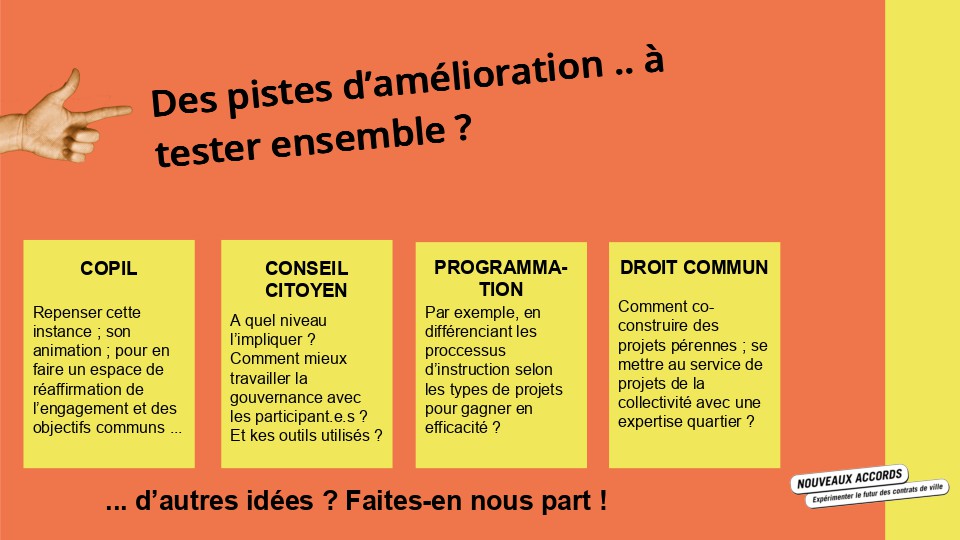 Des pistes d’amélioration .. à
tester ensemble ?
COPIL
Repenser cette
instance ; son
animation ; pour en
faire un espace de
réaffirmation de
l’engagement et des
objectifs communs ...
CONSEIL
CITOYEN
A quel niveau
l’impliquer ?
Comment mieux
travailler la
gouvernance avec
les participant.e.s ?
Et kes outils utilisés ?
PROGRAMMA-
TION
Par exemple, en
différenciant les
proccessus
d’instruction selon
les types de projets
pour gagner en
efficacité ?
DROIT COMMUN
Comment co-
construire des
projets pérennes ; se
mettre au service de
projets de la
collectivité avec une
expertise quartier ?
... d’autres idées ? Faites-en nous part !
NOUVEAUX ACCORDS
Expérimenter le futur des contrats de ville